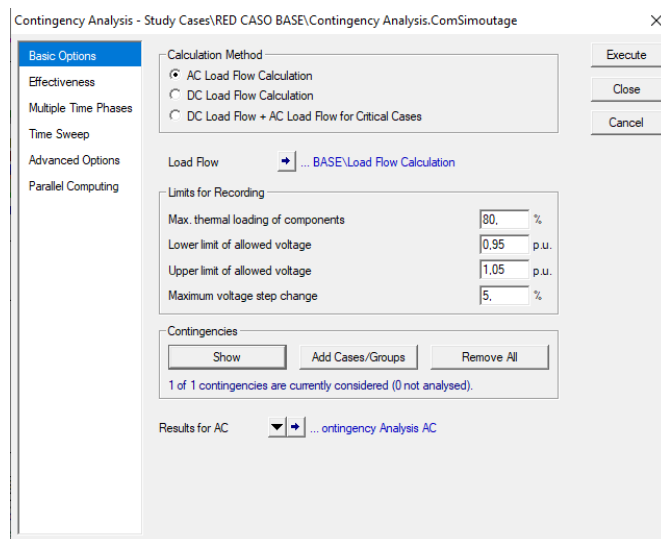 Contingency Analysis - Study Cases\RED CASO BASE\Contingency Analysis.ComSimoutage
Basic Options
Effectiveness
Multiple Time Phases
Time Sweep
Advanced Options
Parallel Computing
Calculation Method
AC Load Flow Calculation
DC Load Flow Calculation
DC Load Flow + AC Load Flow for Critical Cases
Load Flow ... BASE\Load Flow Calculation
Limits for Recording
Max. thermal loading of components 80, %
Lower limit of allowed voltage 0,95 p.u.
Upper limit of allowed voltage 1,05 p.u.
Maximum voltage step change 5, %
Contingencies
Show Add Cases/Groups Remove All
1 of 1 contingencies are currently considered (0 not analysed).
Results for AC ... ontingency Analysis AC
Execute
Close
Cancel